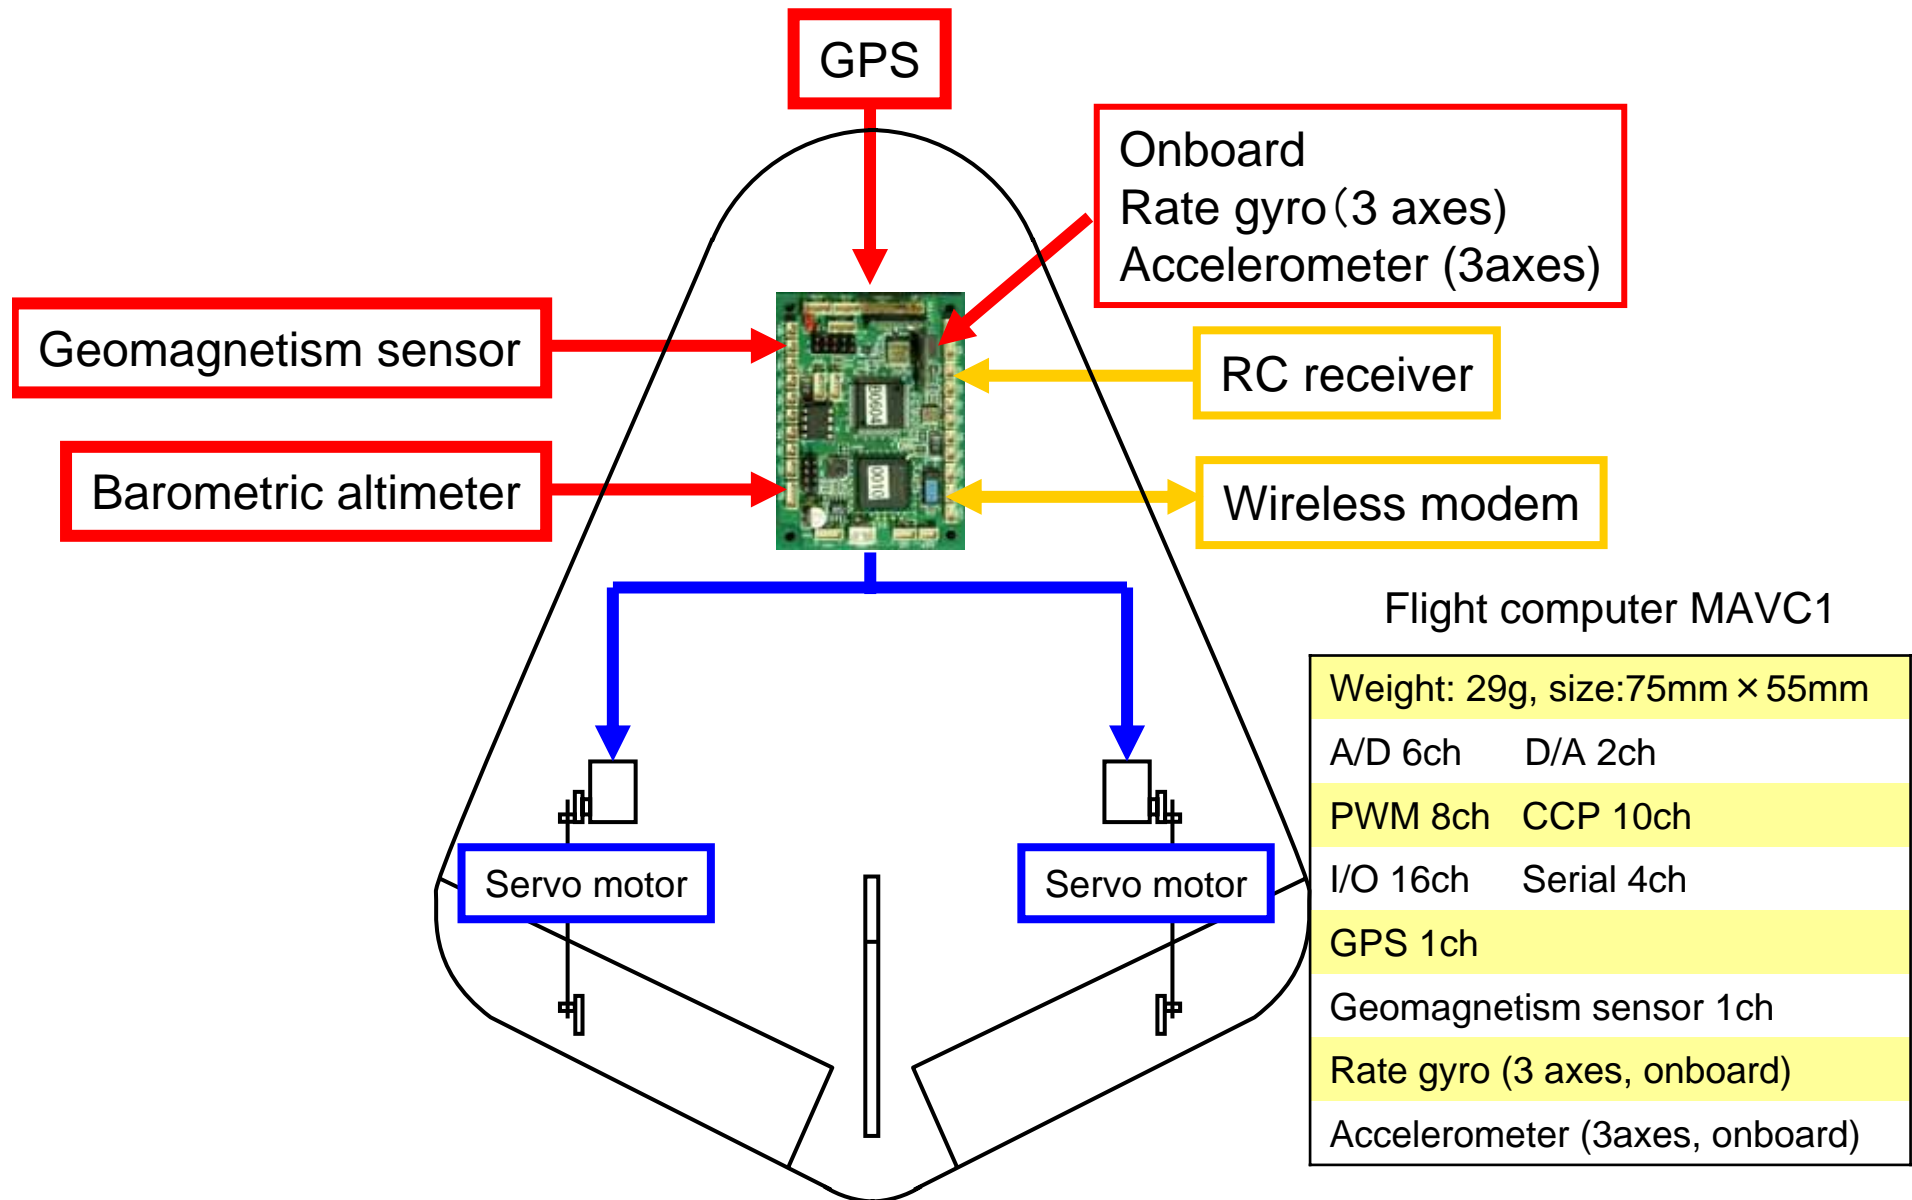 GPS
Onboard
Rate gyro（3 axes)
Accelerometer (3axes)
Geomagnetism sensor
RC receiver
Barometric altimeter
Wireless modem
Flight computer MAVC1
Weight: 29g, size:75mm×55mm
A/D 6ch D/A 2ch
PWM 8ch CCP 10ch
I/O 16ch Serial 4ch
GPS 1ch
Geomagnetism sensor 1ch
Rate gyro (3 axes, onboard)
Accelerometer (3axes, onboard)
Servo motor
Servo motor